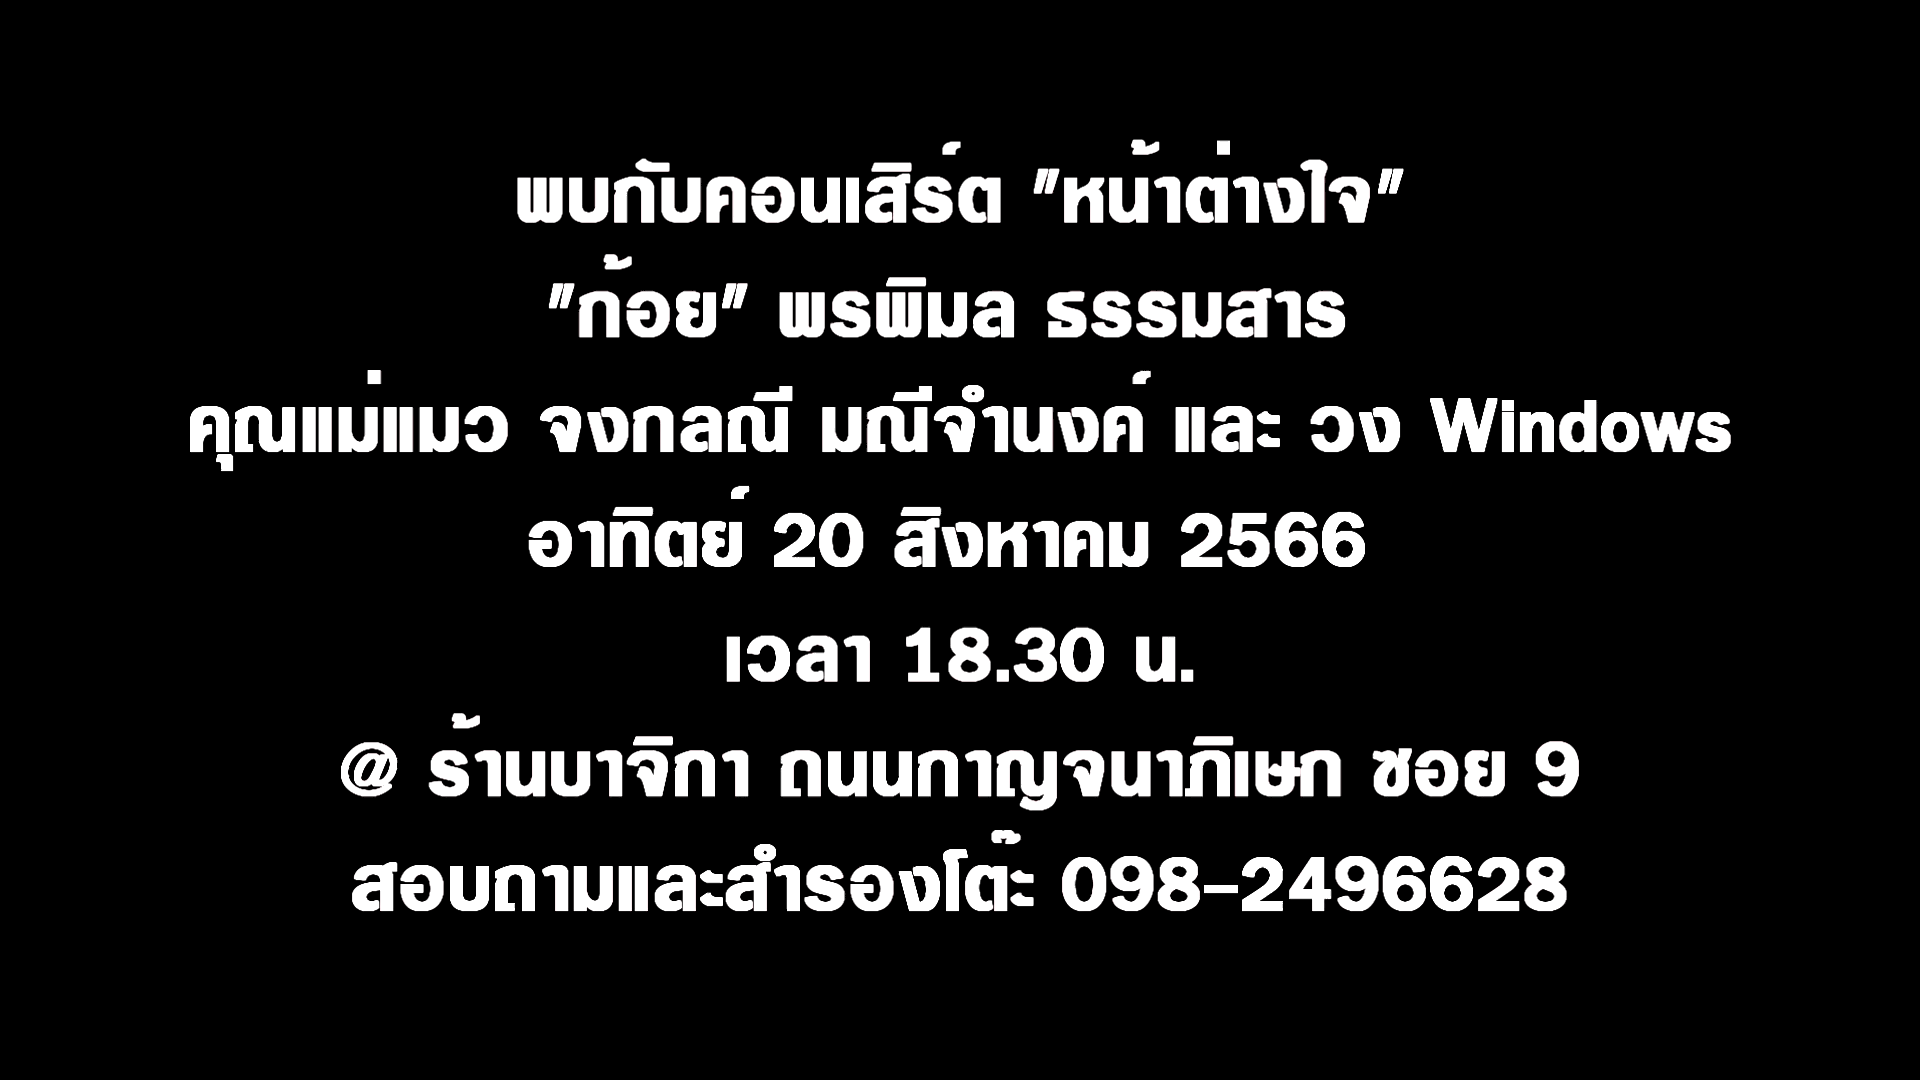 พบกับคอนเสิร์ต "หน้าต่างใจ"
"ก้อย" พรพิมล ธรรมสาร
คุณแม่แมว จงกลณี มณีจำนงค์ และ วง Windows
อาทิตย์ 20 สิงหาคม 2566
เวลา 18.30 น.
@ ร้านบาจิกา ถนนกาญจนาภิเษก ซอย 9
สอบถามและสำรองโต๊ะ 098-2496628